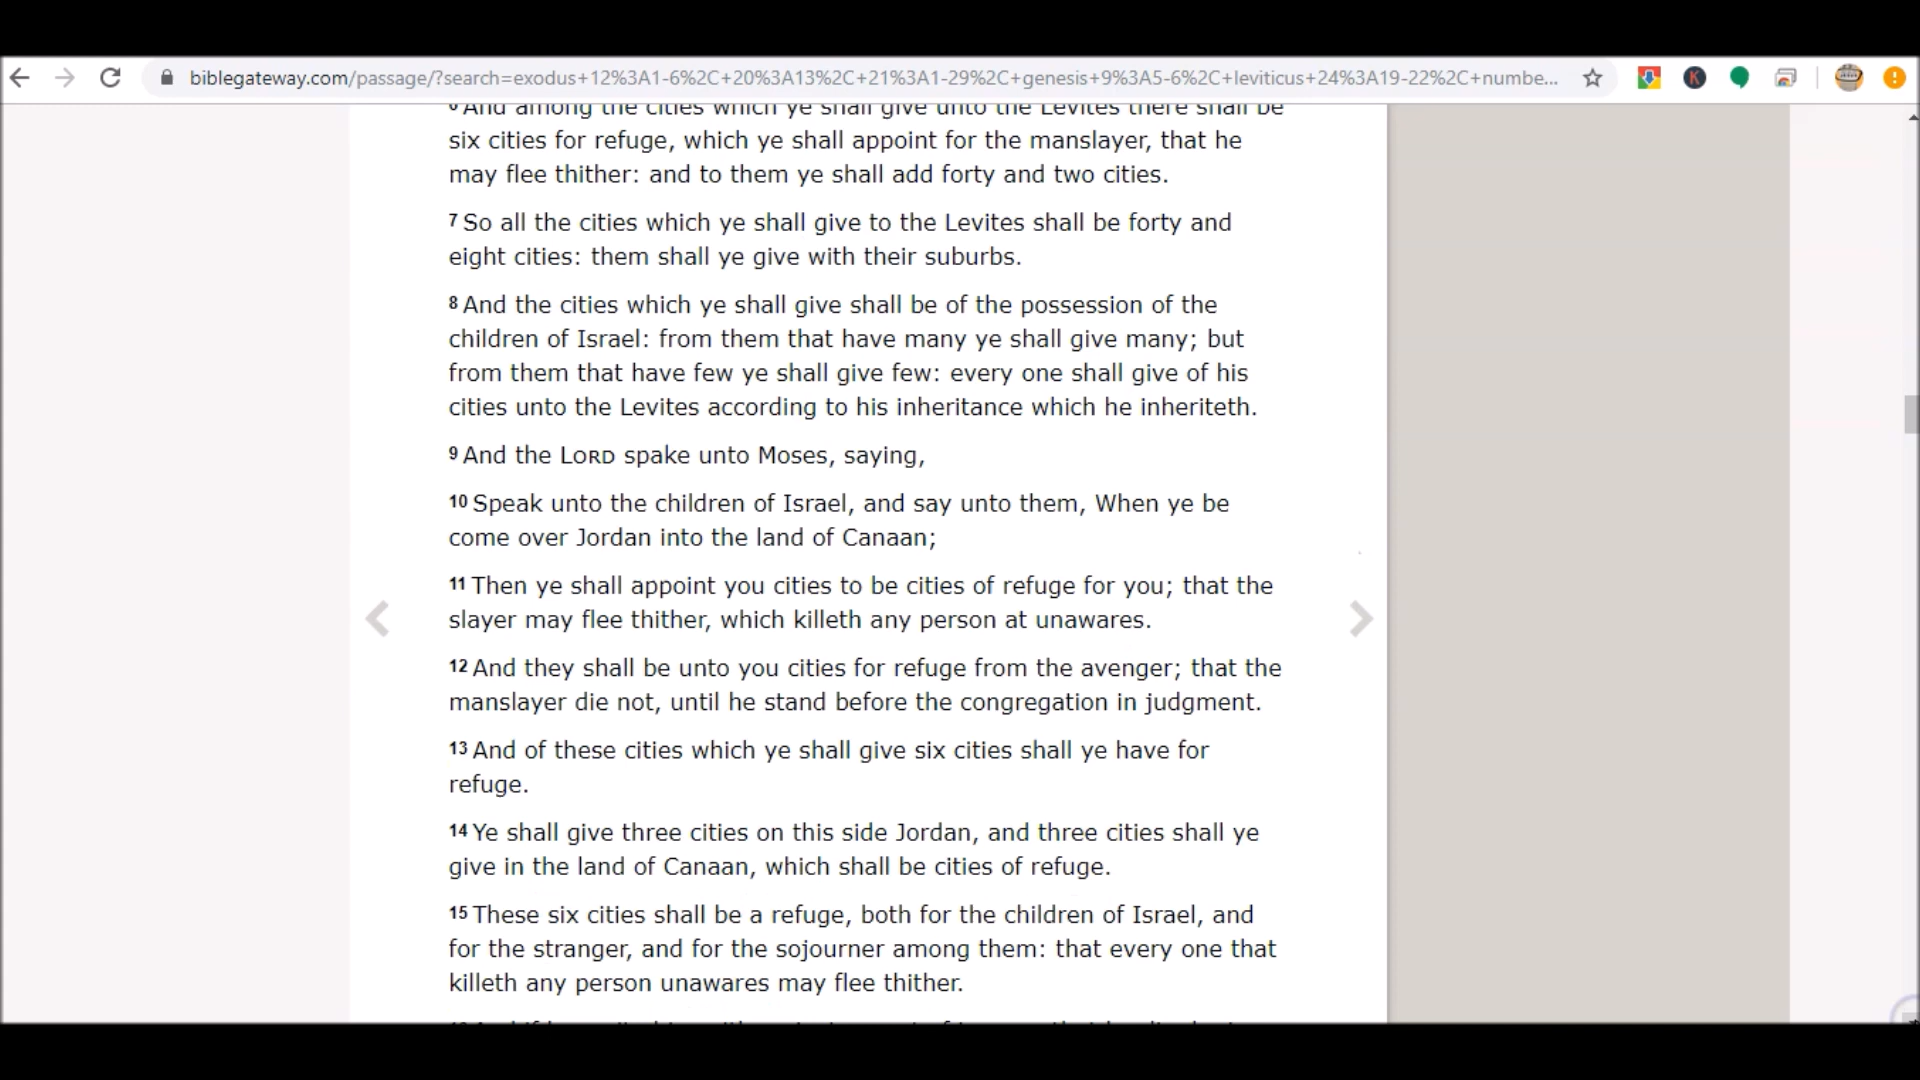 biblegateway.com/passage/?search=exodus+12%3A1-6%2C+20%3A13%2C+21%3A1-29%2C+genesis+9%3A5-6%2C+leviticus+24%3A19-22%2C+numbe...
6 And among the cities which ye shall give unto the Levites there shall be
six cities for refuge, which ye shall appoint for the manslayer, that he
may flee thither: and to them ye shall add forty and two cities.
7 So all the cities which ye shall give to the Levites shall be forty and
eight cities: them shall ye give with their suburbs.
8 And the cities which ye shall give shall be of the possession of the
children of Israel: from them that have many ye shall give many; but
from them that have few ye shall give few: every one shall give of his
cities unto the Levites according to his inheritance which he inheriteth.
9 And the LORD spake unto Moses, saying,
10 Speak unto the children of Israel, and say unto them, When ye be
come over Jordan into the land of Canaan;
11 Then ye shall appoint you cities to be cities of refuge for you; that the
slayer may flee thither, which killeth any person at unawares.
12 And they shall be unto you cities for refuge from the avenger; that the
manslayer die not, until he stand before the congregation in judgment.
13 And of these cities which ye shall give six cities shall ye have for
refuge.
14 Ye shall give three cities on this side Jordan, and three cities shall ye
give in the land of Canaan, which shall be cities of refuge.
15 These six cities shall be a refuge, both for the children of Israel, and
for the stranger, and for the sojourner among them: that every one that
killeth any person unawares may flee thither.